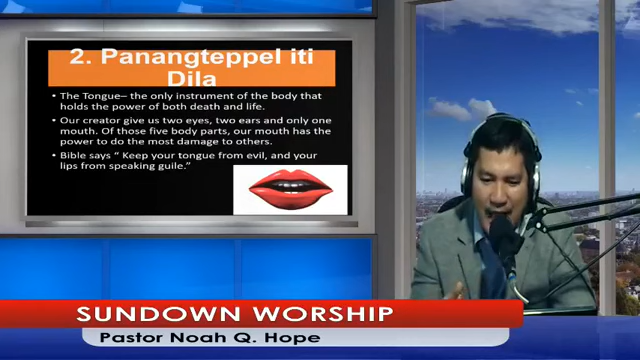 2. Panangteppel iti
Dila
• The Tongue– the only instrument of the body that
holds the power of both death and life.
• Our creator give us two eyes, two ears and only one
mouth. Of those five body parts, our mouth has the
power to do the most damage to others.
• Bible says “ Keep your tongue from evil, and your
lips from speaking guile.”
SUNDOWN WORSHIP
Pastor Noah Q. Hope